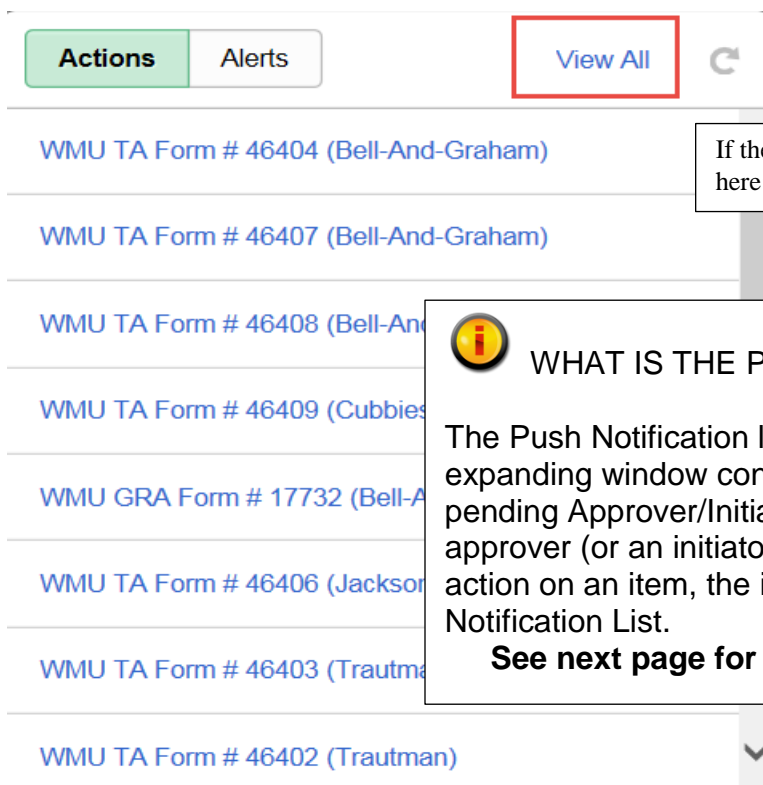 Actions Alerts View All
WMU TA Form # 46404 (Bell-And-Graham)
If the
here
WMU TA Form # 46407 (Bell-And-Graham)
WMU TA Form # 46408 (Bell-And
WMU TA Form # 46409 (Cubbies
WMU GRA Form # 17732 (Bell-A
WMU TA Form # 46406 (Jackson
WMU TA Form # 46403 (Trautma
WMU TA Form # 46402 (Trautman)
WHAT IS THE P
The Push Notification
expanding window con
pending Approver/Initia
approver (or an initiato
action on an item, the
Notification List.
See next page for